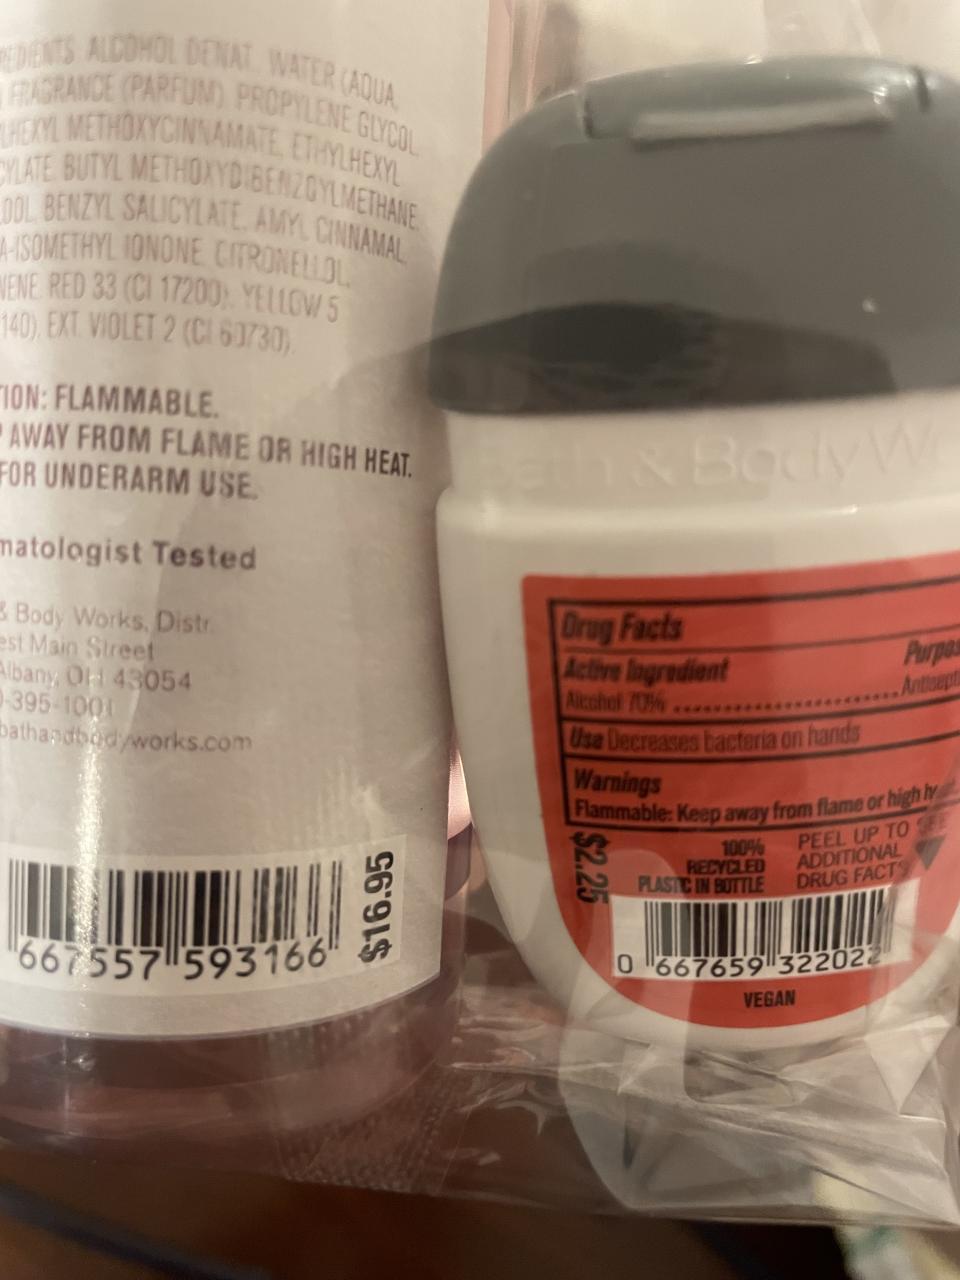 ALCOHOL DENAT., WATER (AQUA,
FRAGRANCE (PARFUM), PROPYLENE GLYCOL,
METHOXYCINNAMATE, ETHYLHEXYL
BUTYL METHOXYDIBENZOYLMETHANE,
BENZYL SALICYLATE, AMYL CINNAMAL,
A-ISOMETHYL IONONE, CITRONELLOL,
RED 33 (CI 17200), YELLOW 5
140), EXT. VIOLET 2 (CI 60730).
TION: FLAMMABLE.
P AWAY FROM FLAME OR HIGH HEAT.
FOR UNDERARM USE.
matologist Tested
& Body Works, Distr.
est Main Street
Albany, OH 43054
)-395-1001
bathandbodyworks.com
667557 593166
$16.95
Bath & Body Wo
Drug Facts
Active Ingredient Purpos
Alcohol 70% Antisept
Use Decreases bacteria on hands
Warnings
Flammable: Keep away from flame or high
$2.25
100%
RECYCLED
PLASTIC IN BOTTLE
PEEL UP TO SEE
ADDITIONAL
DRUG FACTS
0 667659 322022
VEGAN